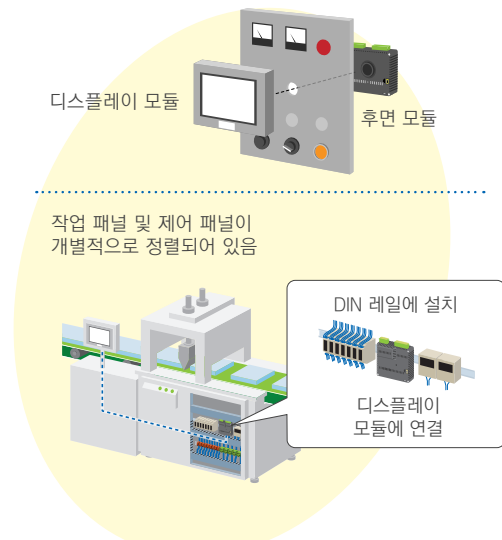 디스플레이 모듈
후면 모듈
작업 패널 및 제어 패널이
개별적으로 정렬되어 있음
DIN 레일에 설치
디스플레이
모듈에 연결